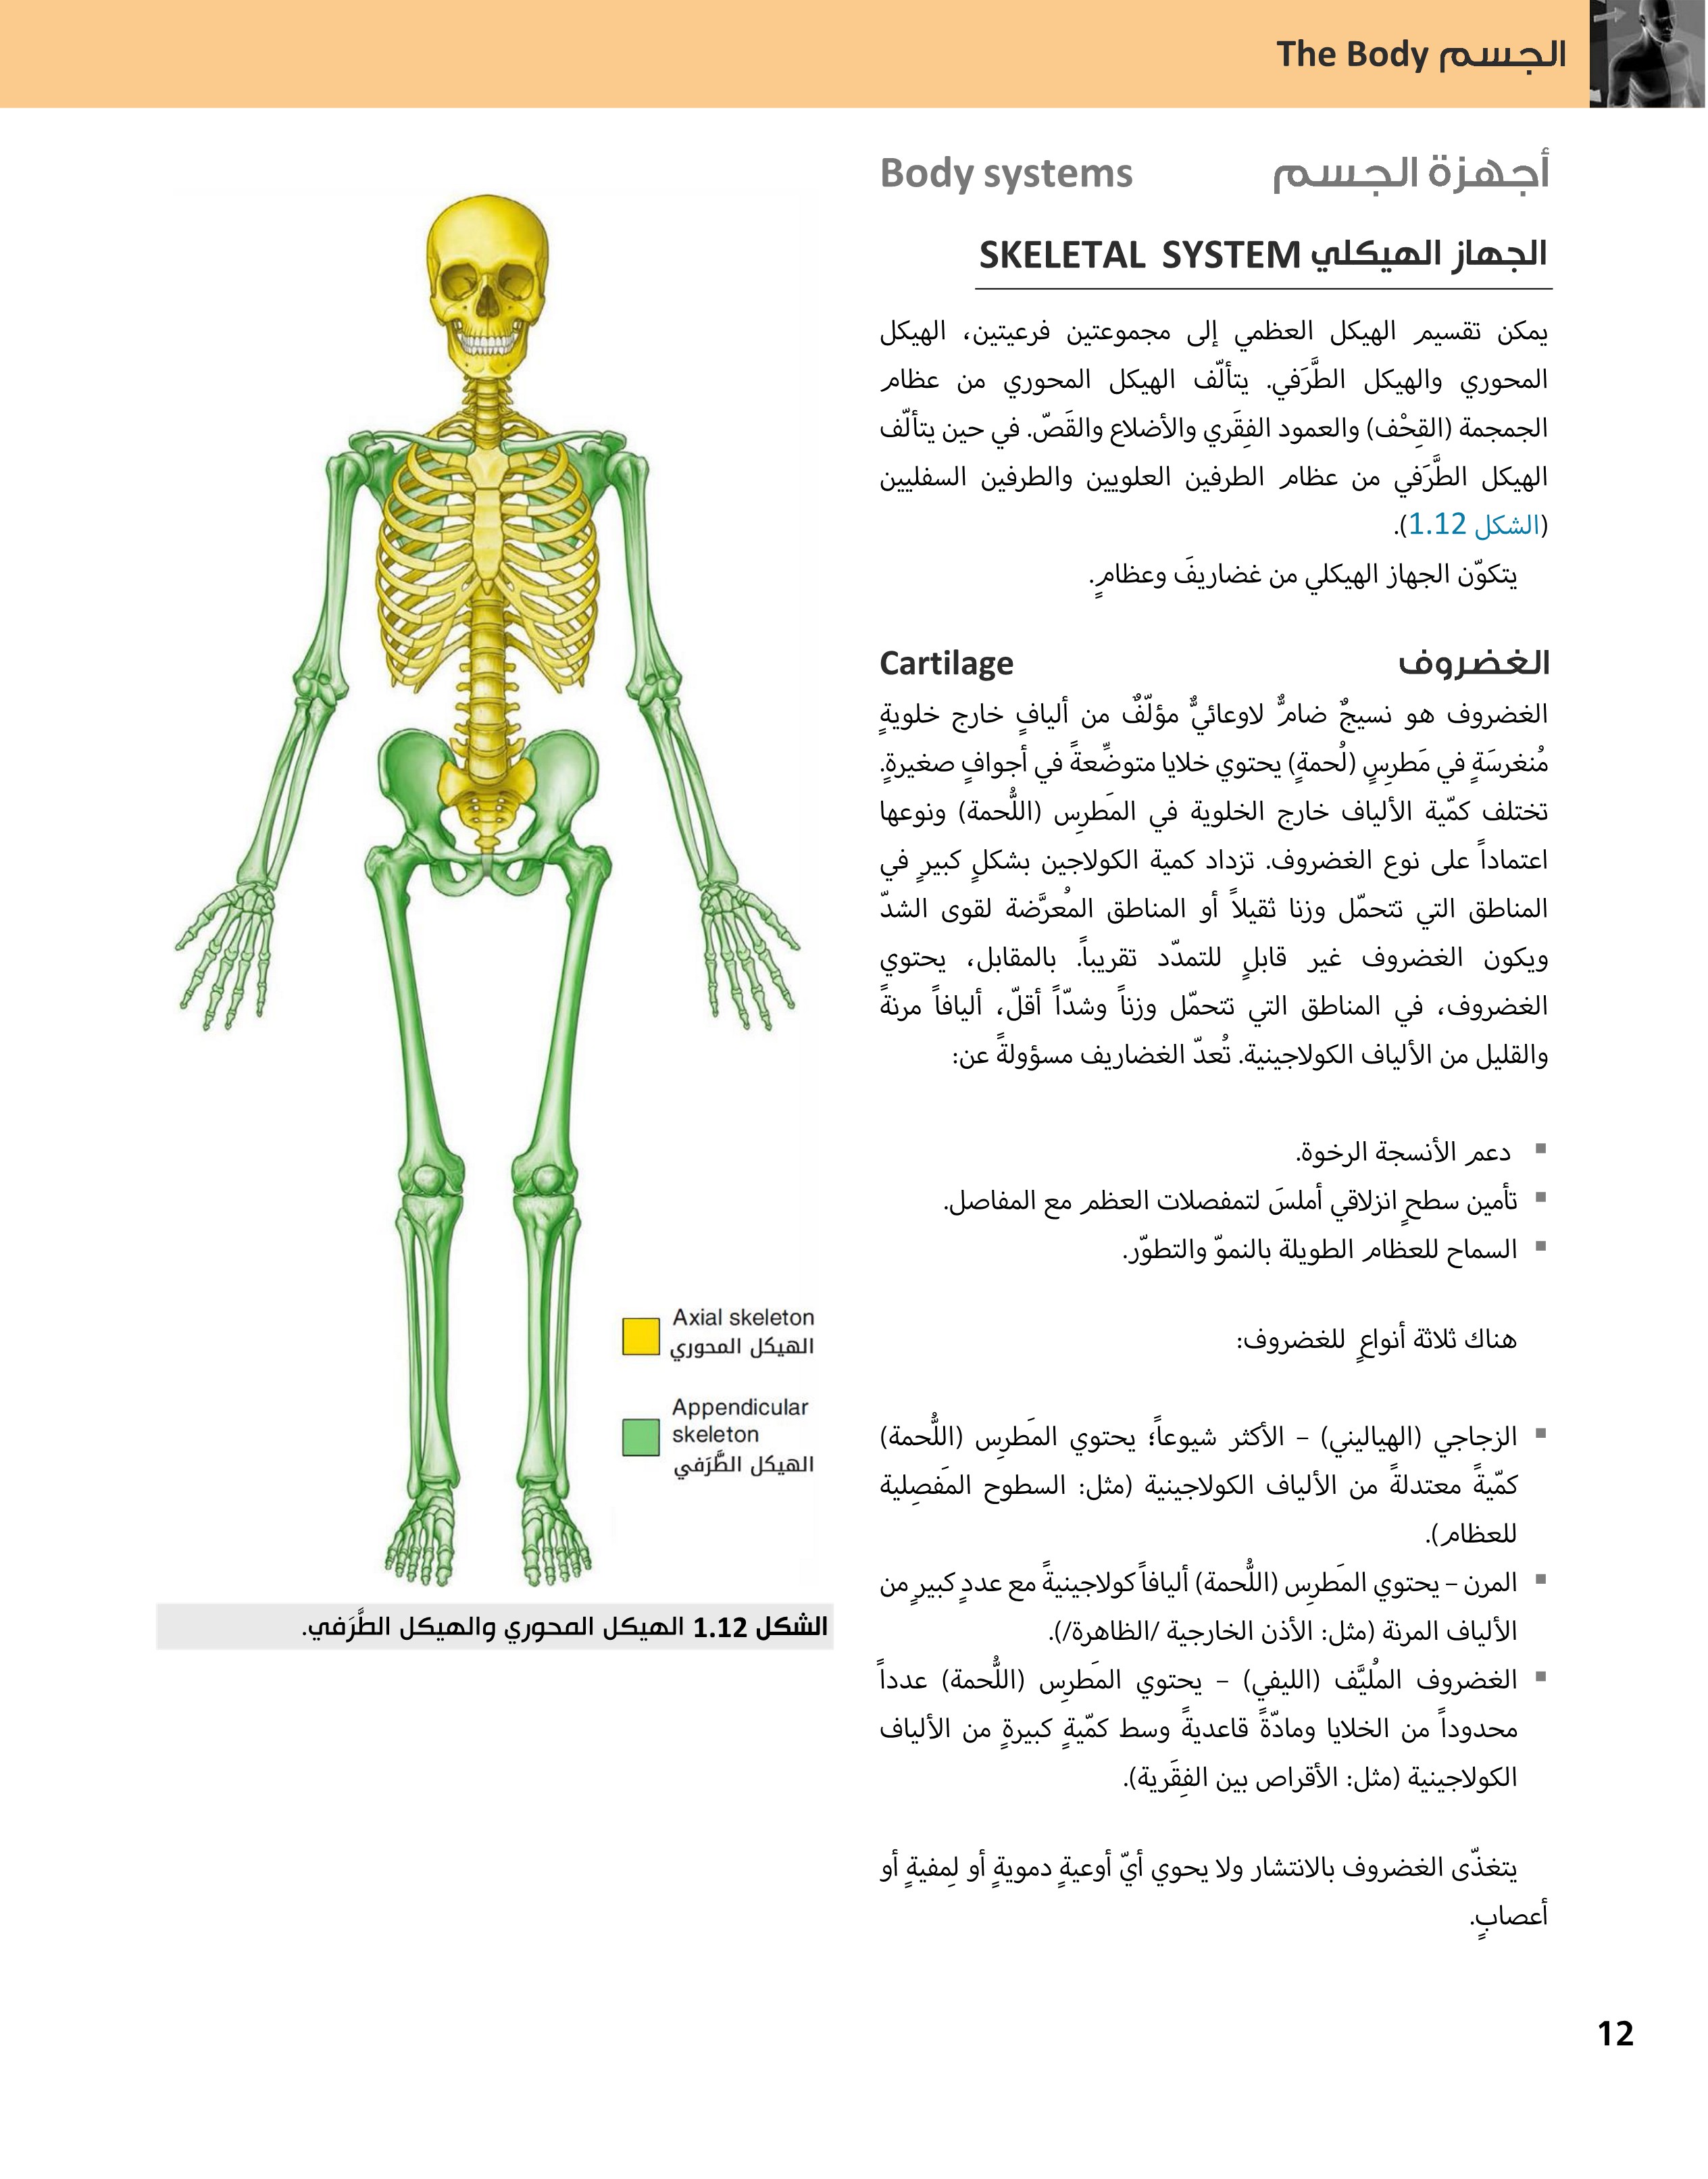 الجسم The Body
أجهزة الجسم Body systems
الجهاز الهيكلي SKELETAL SYSTEM
يمكن تقسيم الهيكل العظمي إلى مجموعتين فرعيتين، الهيكل
المحوري والهيكل الطَّرَفي. يتألّف الهيكل المحوري من عظام
الجمجمة (القِحْف) والعمود الفِقَري والأضلاع والقَصّ. في حين يتألّف
الهيكل الطَّرَفي من عظام الطرفين العلويين والطرفين السفليين
(الشكل 1.12).
يتكوّن الجهاز الهيكلي من غضاريفَ وعظامٍ.
الغضروف Cartilage
الغضروف هو نسيجٌ ضامٌّ لاوعائيٌّ مؤلّفٌ من أليافٍ خارج خلويةٍ
مُنغرسَةٍ في مَطرِسٍ (لُحمةٍ) يحتوي خلايا متوضِّعةً في أجوافٍ صغيرةٍ.
تختلف كمّية الألياف خارج الخلوية في المَطرِس (اللُّحمة) ونوعها
اعتماداً على نوع الغضروف. تزداد كمية الكولاجين بشكلٍ كبيرٍ في
المناطق التي تتحمّل وزنا ثقيلاً أو المناطق المُعرَّضة لقوى الشدّ
ويكون الغضروف غير قابلٍ للتمدّد تقريباً. بالمقابل، يحتوي
الغضروف، في المناطق التي تتحمّل وزناً وشدّاً أقلّ، أليافاً مرنةً
والقليل من الألياف الكولاجينية. تُعدّ الغضاريف مسؤولةً عن:
▪ دعم الأنسجة الرخوة.
▪ تأمين سطحٍ انزلاقي أملسَ لتمفصلات العظم مع المفاصل.
▪ السماح للعظام الطويلة بالنموّ والتطوّر.
هناك ثلاثة أنواعٍ للغضروف:
▪ الزجاجي (الهياليني) – الأكثر شيوعاً؛ يحتوي المَطرِس (اللُّحمة)
كمّيةً معتدلةً من الألياف الكولاجينية (مثل: السطوح المَفصِلية
للعظام).
▪ المرن – يحتوي المَطرِس (اللُّحمة) أليافاً كولاجينيةً مع عددٍ كبيرٍ من
الألياف المرنة (مثل: الأذن الخارجية /الظاهرة/).
▪ الغضروف المُليَّف (الليفي) – يحتوي المَطرِس (اللُّحمة) عدداً
محدوداً من الخلايا ومادّةً قاعديةً وسط كمّيةٍ كبيرةٍ من الألياف
الكولاجينية (مثل: الأقراص بين الفِقَرية).
يتغذّى الغضروف بالانتشار ولا يحوي أيّ أوعيةٍ دمويةٍ أو لِمفيةٍ أو
أعصابٍ.
Axial skeleton
الهيكل المحوري
Appendicular
skeleton
الهيكل الطَّرَفي
الشكل 1.12 الهيكل المحوري والهيكل الطَّرَفي.
12